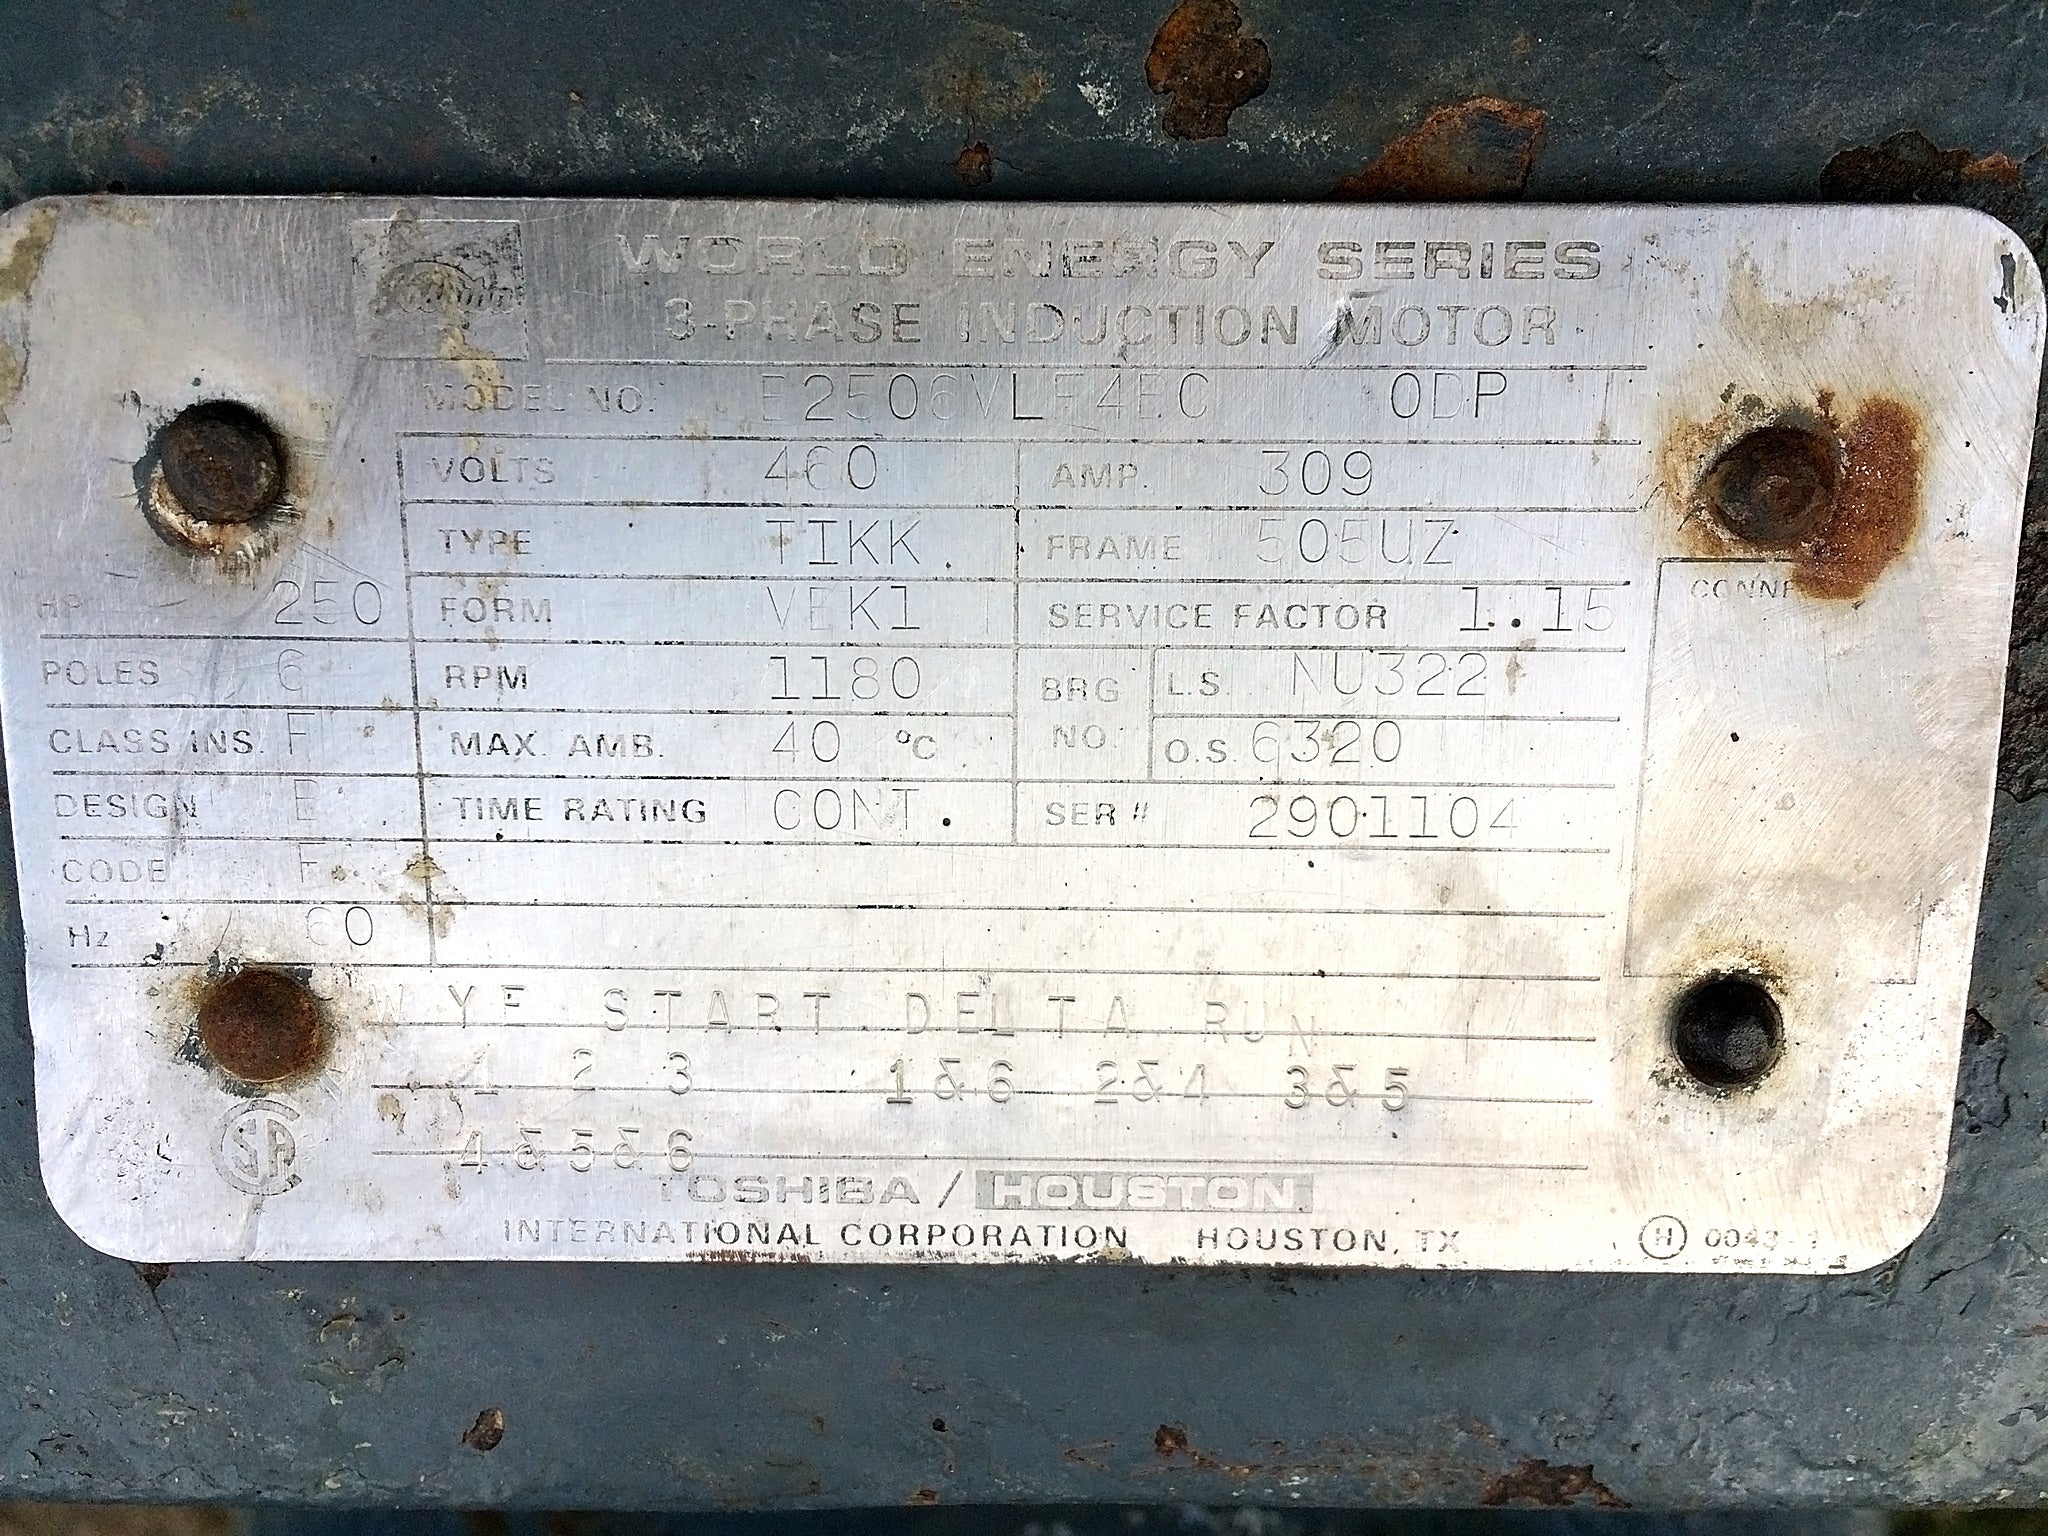 WORLD ENERGY SERIES
3-PHASE INDUCTION MOTOR
MODEL NO. E2506VLF4BC ODP
VOLTS 460 AMP. 309
TYPE TIKK FRAME 505UZ
HP 250 FORM VEK1 SERVICE FACTOR 1.15
POLES 6 RPM 1180 BRG NO. L.S. NU322
CLASS INS. F MAX. AMB. 40 °C O.S. 6320
DESIGN B TIME RATING CONT. SER # 2901104
CODE F
Hz 60
WYE START DELTA RUN
1 2 3 1&6 2&4 3&5
4&5&6
TOSHIBA / HOUSTON
INTERNATIONAL CORPORATION HOUSTON, TX